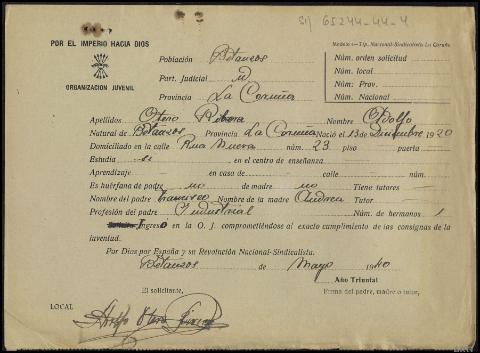 SI/ 65244-44-4
POR EL IMPERIO HACIA DIOS
ORGANIZACIÓN JUVENIL
Modelo 1-Tip. Nacional-Sindicalista La Coruña
Población Betanzos
Part. Judicial id
Provincia La Coruña
Núm. orden solicitud
Núm. local
Núm. Prov.
Núm. Nacional
Apellidos Otero Nombre Adolfo
Natural de Betanzos Provincia La Coruña Nació el 13 Diciembre 1920
Domiciliado en la calle Rua Nueva núm. 23 piso puerta
Estudia si en el centro de enseñanza.
Aprendizaje - en casa de - calle núm.
Es huérfana de padre no de madre no Tiene tutores -
Nombre del padre Francisco Nombre de la madre Andrea Tutor -
Profesión del padre Industrial Núm. de hermanos 1
Ingreso en la O. J. comprometiéndose al exacto cumplimiento de las consignas de la
juventud.
Por Dios por España y su Revolución Nacional-Sindicalista.
Betanzos de Mayo 1940
Año Triunfal
El solicitante,
Firma del padre, madre o tutor,
LOCAL
Adolfo Otero